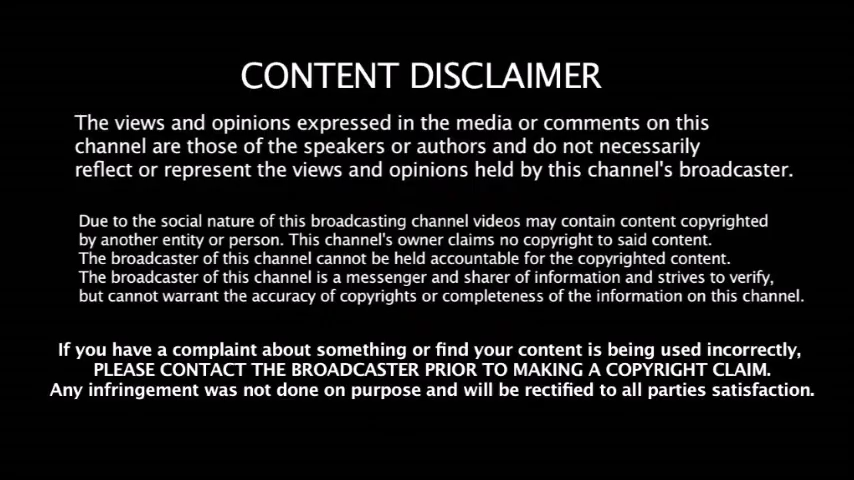 CONTENT DISCLAIMER
The views and opinions expressed in the media or comments on this
channel are those of the speakers or authors and do not necessarily
reflect or represent the views and opinions held by this channel's broadcaster.
Due to the social nature of this broadcasting channel videos may contain content copyrighted
by another entity or person. This channel's owner claims no copyright to said content.
The broadcaster of this channel cannot be held accountable for the copyrighted content.
The broadcaster of this channel is a messenger and sharer of information and strives to verify,
but cannot warrant the accuracy of copyrights or completeness of the information on this channel.
If you have a complaint about something or find your content is being used incorrectly,
PLEASE CONTACT THE BROADCASTER PRIOR TO MAKING A COPYRIGHT CLAIM.
Any infringement was not done on purpose and will be rectified to all parties satisfaction.